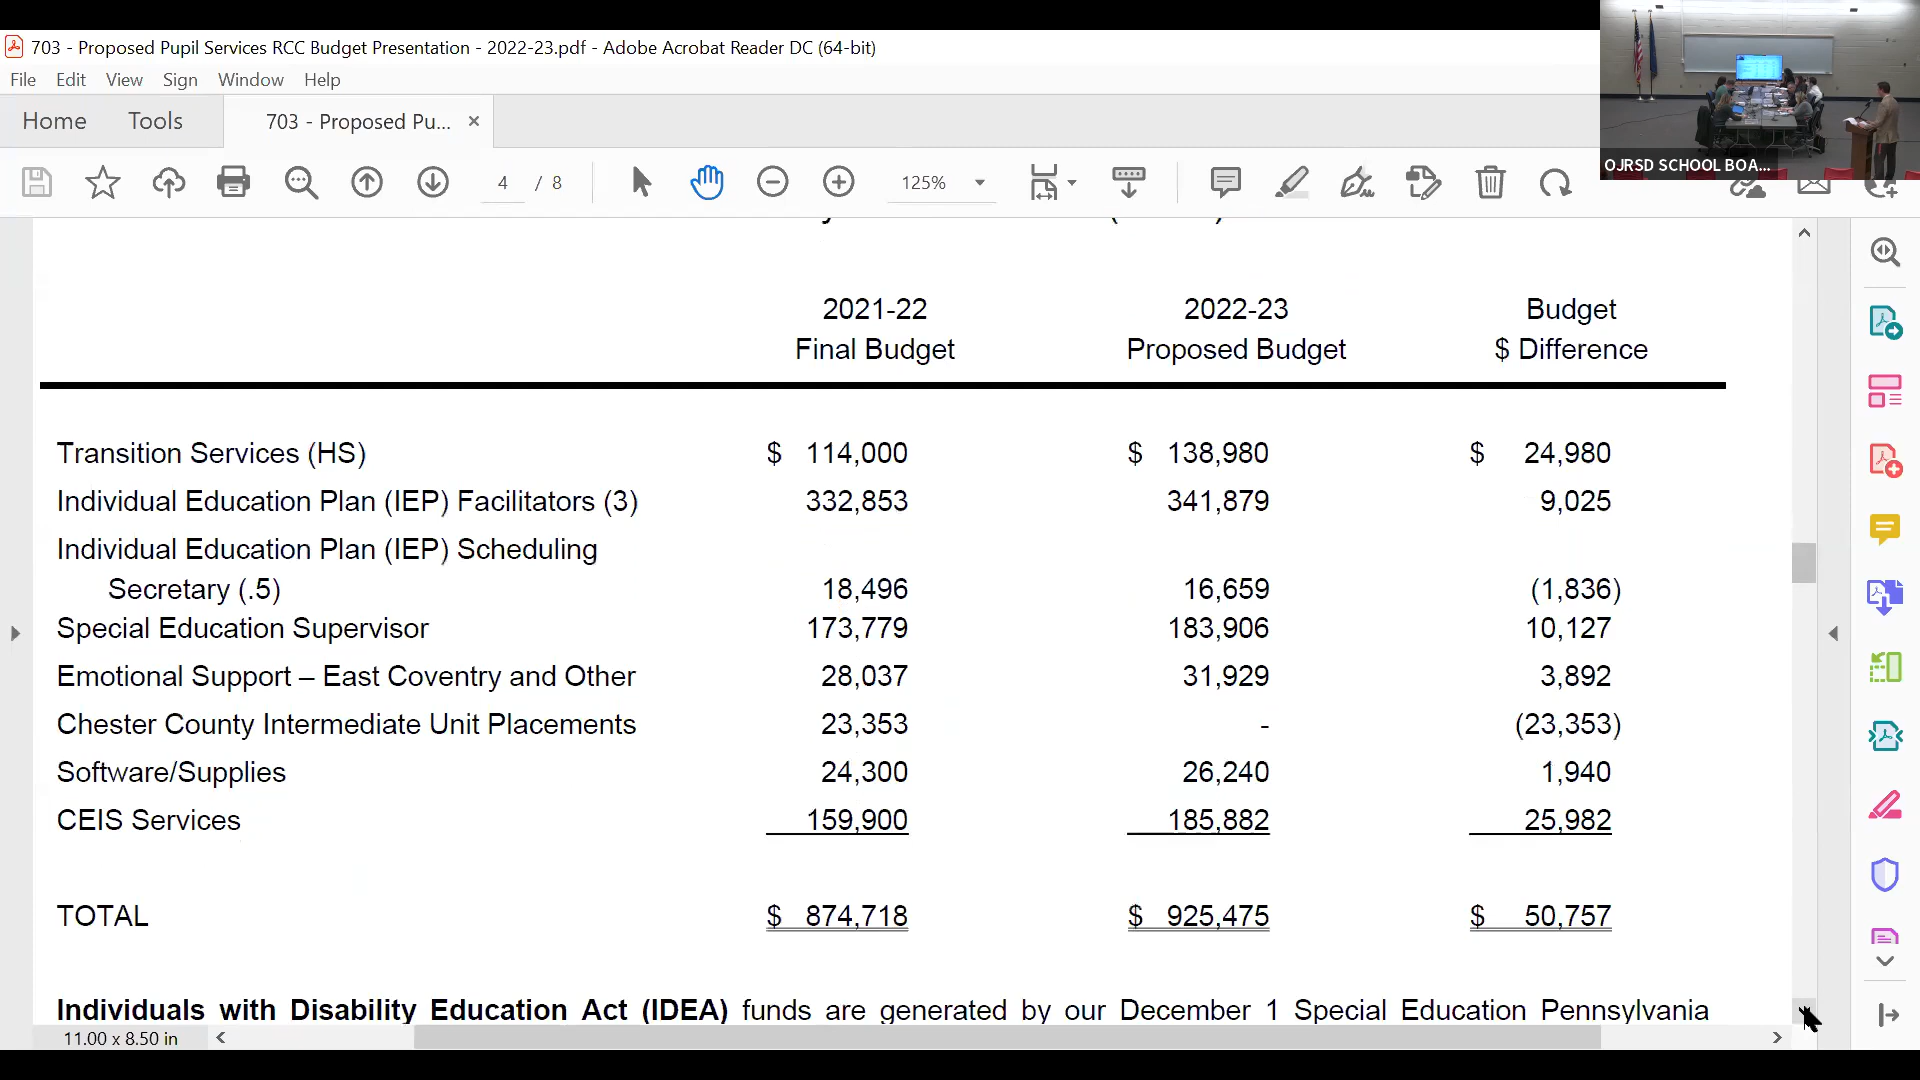 703 - Proposed Pupil Services RCC Budget Presentation - 2022-23.pdf - Adobe Acrobat Reader DC (64-bit)
File Edit View Sign Window Help
Home Tools 703 - Proposed Pu... ×
4 / 8 125%
OJRSD SCHOOL BOA...
2021-22 2022-23 Budget
Final Budget Proposed Budget $ Difference
Transition Services (HS) $ 114,000 $ 138,980 $ 24,980
Individual Education Plan (IEP) Facilitators (3) 332,853 341,879 9,025
Individual Education Plan (IEP) Scheduling
Secretary (.5) 18,496 16,659 (1,836)
Special Education Supervisor 173,779 183,906 10,127
Emotional Support – East Coventry and Other 28,037 31,929 3,892
Chester County Intermediate Unit Placements 23,353 - (23,353)
Software/Supplies 24,300 26,240 1,940
CEIS Services 159,900 185,882 25,982
TOTAL $ 874,718 $ 925,475 $ 50,757
Individuals with Disability Education Act (IDEA) funds are generated by our December 1 Special Education Pennsylvania
11.00 x 8.50 in